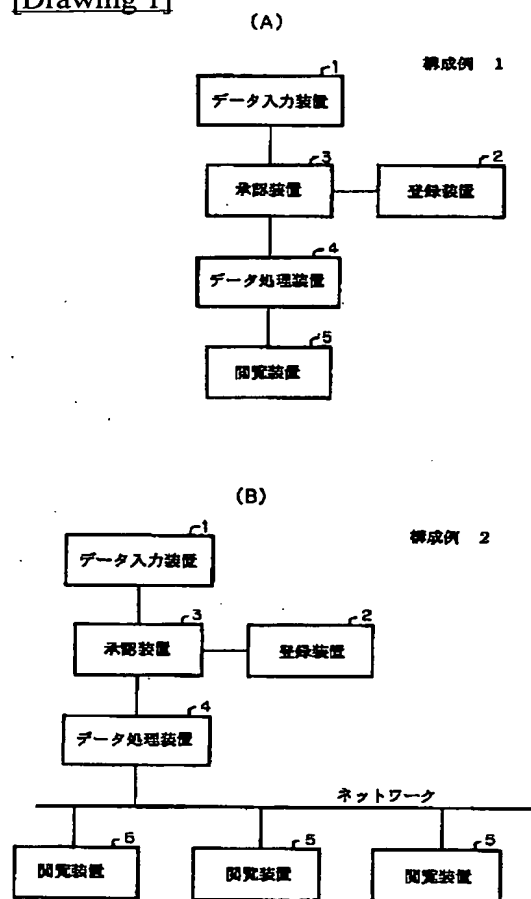 [Drawing 1]
(A)
構成例 1
1
データ入力装置
3
承認装置
2
登録装置
4
データ処理装置
5
閲覧装置
(B)
構成例 2
1
データ入力装置
3
承認装置
2
登録装置
4
データ処理装置
ネットワーク
5
閲覧装置
5
閲覧装置
5
閲覧装置